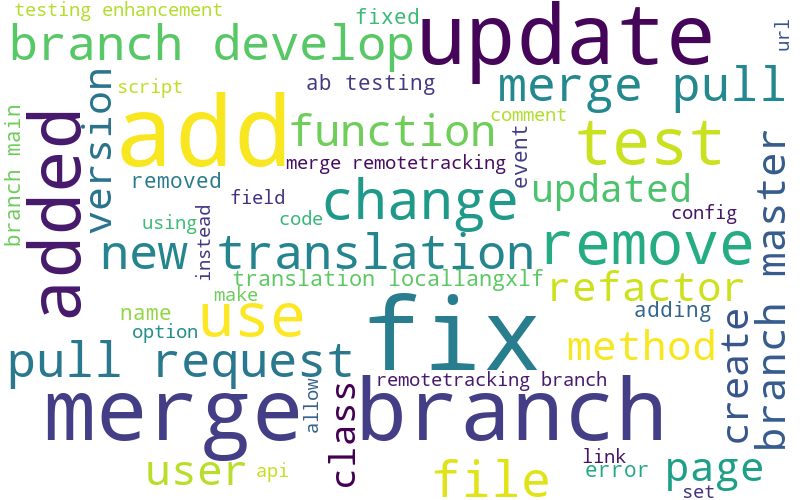 testing enhancement
fixed
update
url
branch develop
ab testing
merge pull
script
version
add
comment
function
test
added
branch main
event
merge remotetracking
removed
field
change
updated
branch master
config
using
code
instead
new translation
remove
translation locallangxlf
refactor
make
name
use
fix
adding
option
method
create
pull request
remotetracking branch
merge branch
allow
class
link
user
api
file
error
page
set